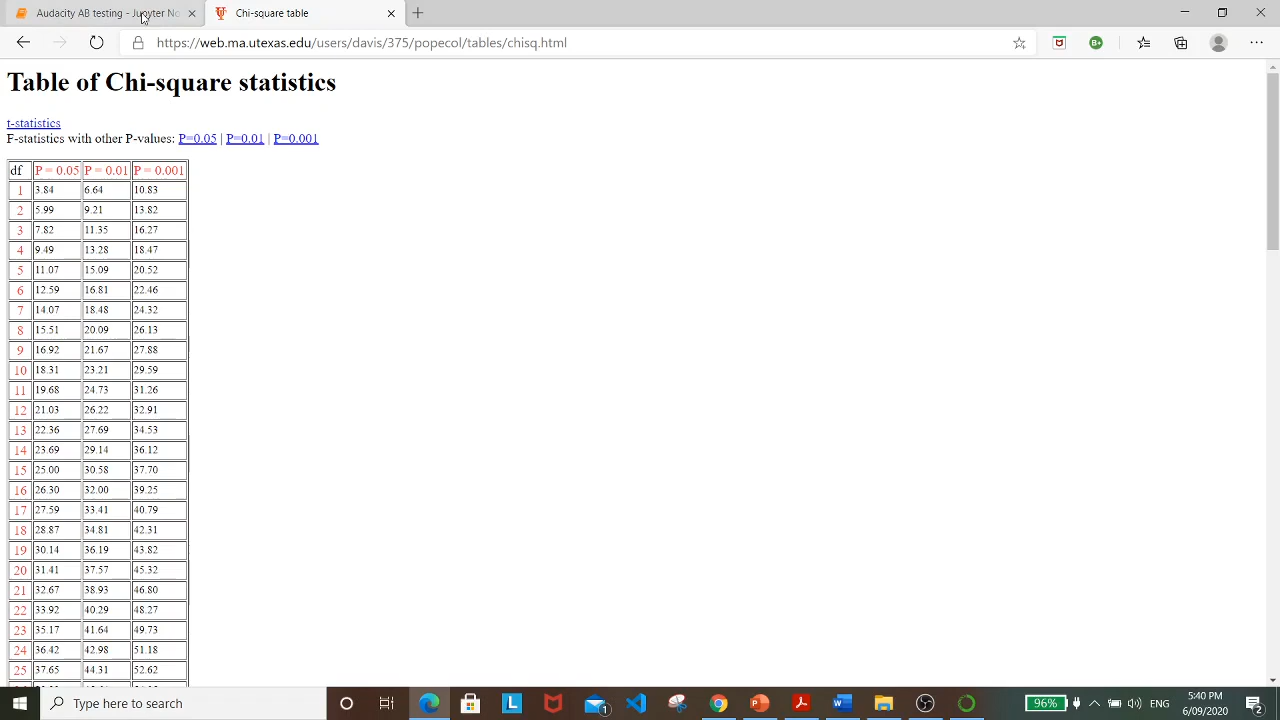 Audacity AB testing - Jupyter No
Chi-square table
https://web.ma.utexas.edu/users/davis/375/popecol/tables/chisq.html
Table of Chi-square statistics
t-statistics
F-statistics with other P-values: P=0.05 | P=0.01 | P=0.001
df P = 0.05 P = 0.01 P = 0.001
1 3.84 6.64 10.83
2 5.99 9.21 13.82
3 7.82 11.35 16.27
4 9.49 13.28 18.47
5 11.07 15.09 20.52
6 12.59 16.81 22.46
7 14.07 18.48 24.32
8 15.51 20.09 26.13
9 16.92 21.67 27.88
10 18.31 23.21 29.59
11 19.68 24.73 31.26
12 21.03 26.22 32.91
13 22.36 27.69 34.53
14 23.69 29.14 36.12
15 25.00 30.58 37.70
16 26.30 32.00 39.25
17 27.59 33.41 40.79
18 28.87 34.81 42.31
19 30.14 36.19 43.82
20 31.41 37.57 45.32
21 32.67 38.93 46.80
22 33.92 40.29 48.27
23 35.17 41.64 49.73
24 36.42 42.98 51.18
25 37.65 44.31 52.62
Type here to search
96%
ENG
5:40 PM
6/09/2020